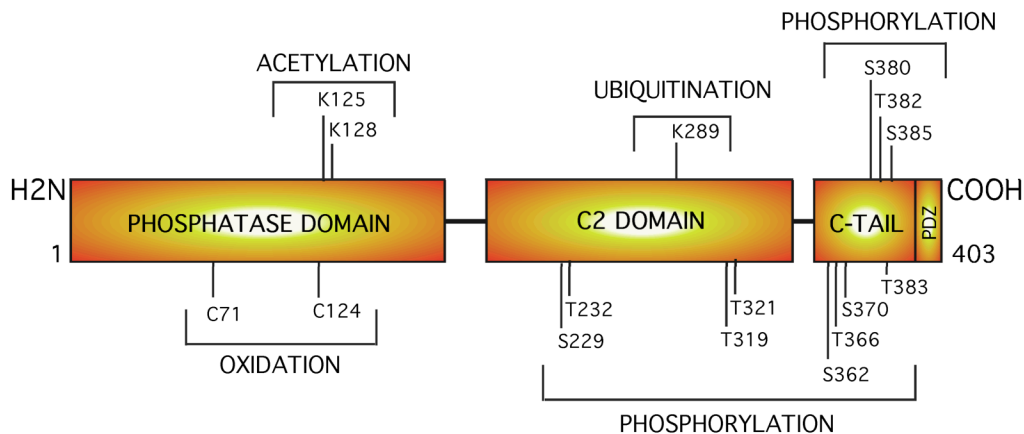 PHOSPHORYLATION
ACETYLATION
S380
UBIQUITINATION
K125
T382
K128
K289
S385
H2N
COOH
PHOSPHATASE DOMAIN
C2 DOMAIN
C-TAIL
PDZ
1
403
C71
C124
T232
T321
S370
T383
S229
T319
T366
OXIDATION
S362
PHOSPHORYLATION